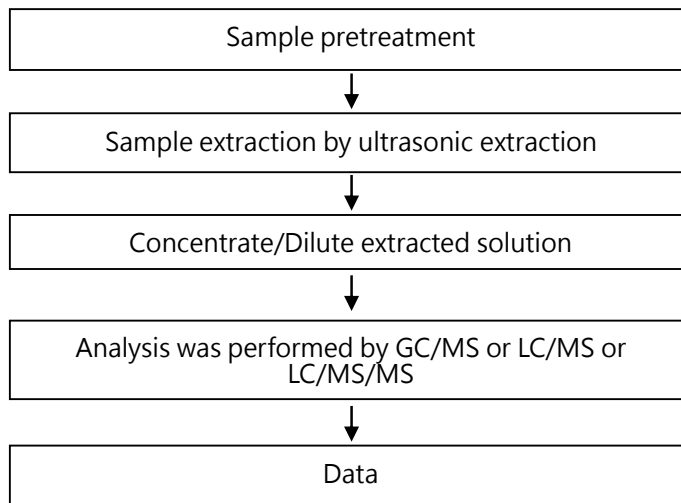 Sample pretreatment
Sample extraction by ultrasonic extraction
Concentrate/Dilute extracted solution
Analysis was performed by GC/MS or LC/MS or
LC/MS/MS
Data